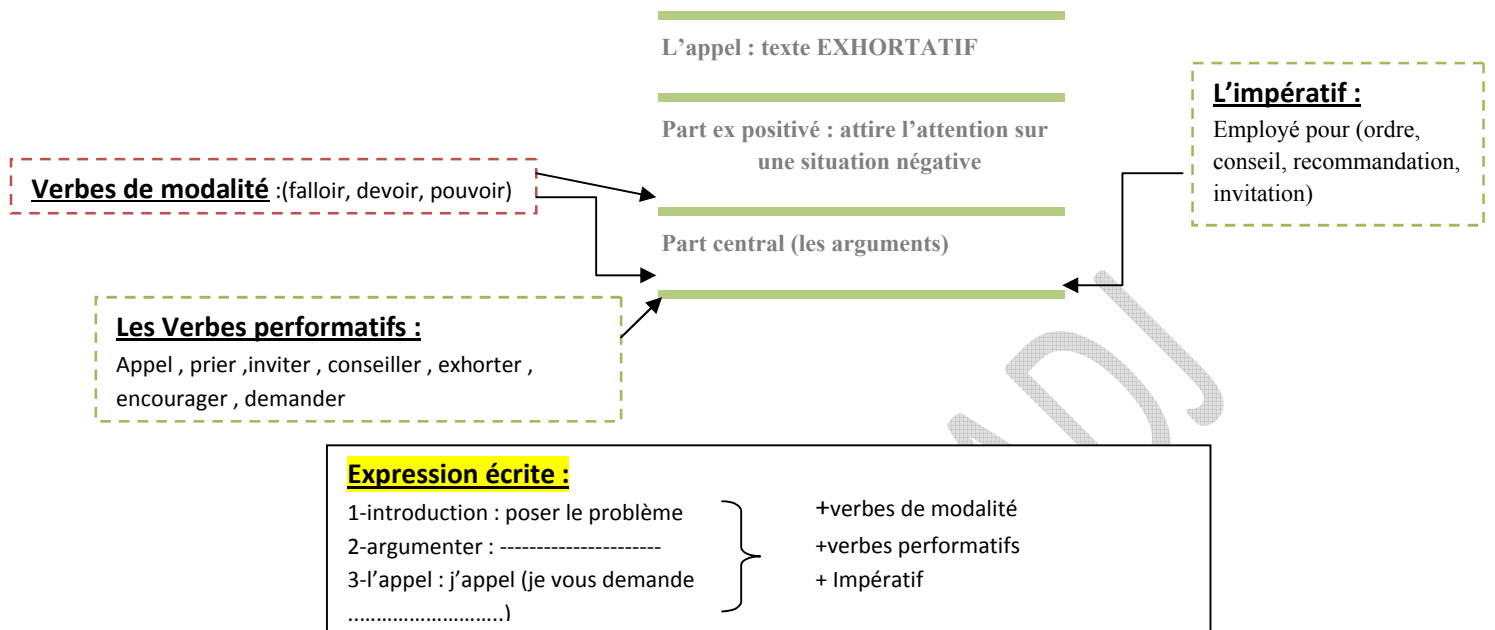 L'appel : texte EXHORTATIF
Part ex positivé : attire l'attention sur
une situation négative
Part central (les arguments)
Verbes de modalité :(falloir, devoir, pouvoir)
L'impératif :
Employé pour (ordre,
conseil, recommandation,
invitation)
Les Verbes performatifs :
Appel , prier ,inviter , conseiller , exhorter ,
encourager , demander
Expression écrite :
1-introduction : poser le problème
2-argumenter : ----------------------
3-l'appel : j'appel (je vous demande
..……………………..)
+verbes de modalité
+verbes performatifs
+ Impératif